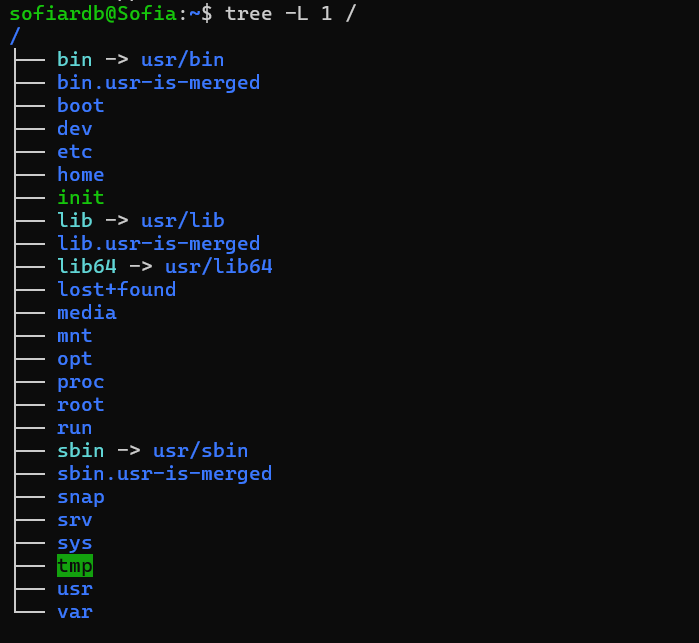 sofiardb@Sofia:~$ tree -L 1 /
/
├── bin -> usr/bin
├── bin.usr-is-merged
├── boot
├── dev
├── etc
├── home
├── init
├── lib -> usr/lib
├── lib.usr-is-merged
├── lib64 -> usr/lib64
├── lost+found
├── media
├── mnt
├── opt
├── proc
├── root
├── run
├── sbin -> usr/sbin
├── sbin.usr-is-merged
├── snap
├── srv
├── sys
├── tmp
├── usr
└── var